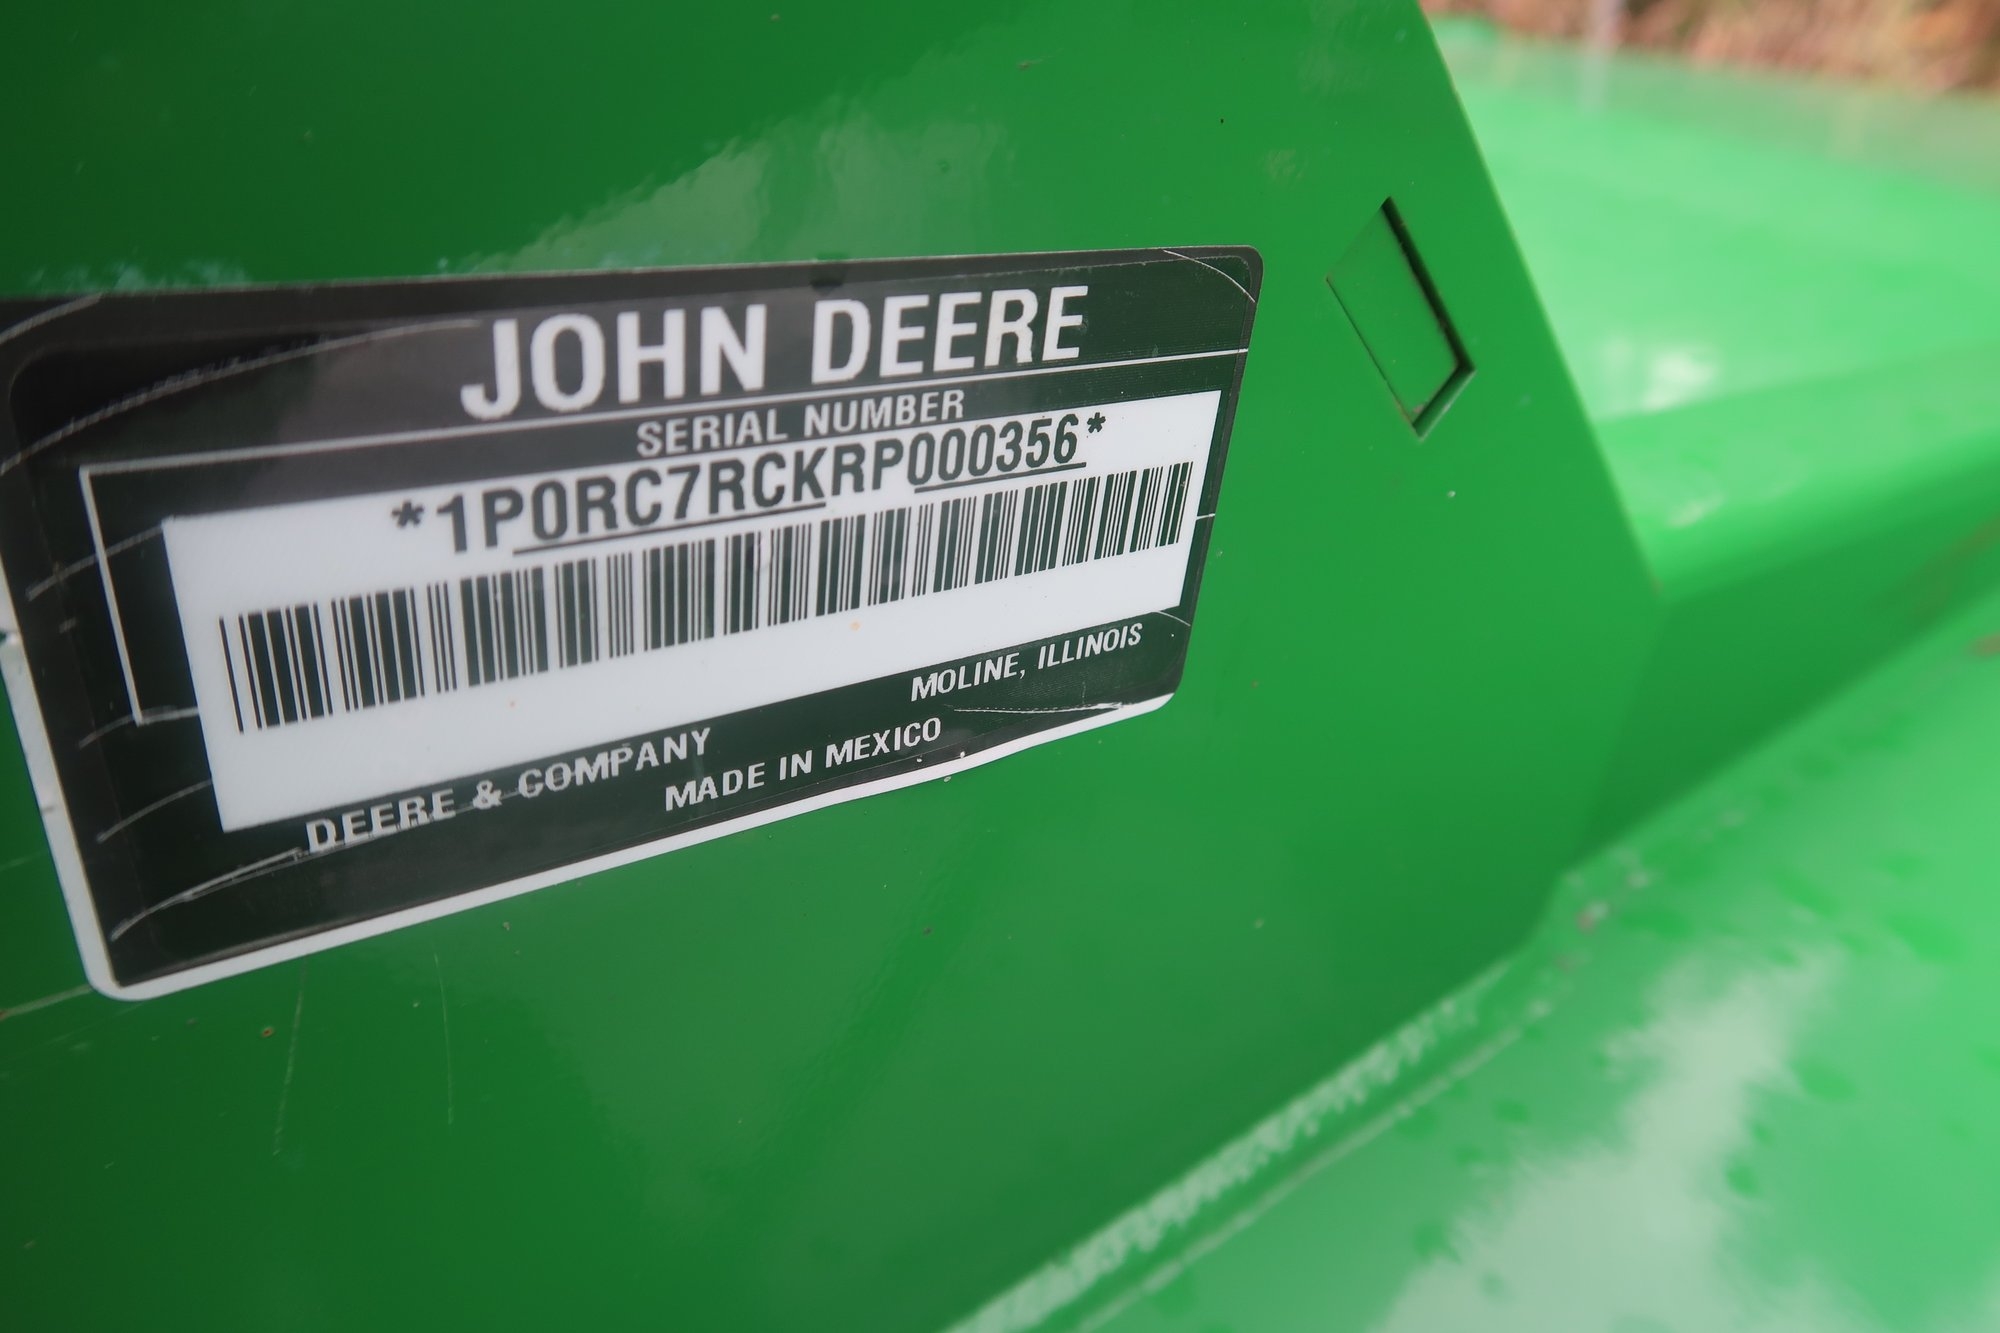 JOHN DEERE
SERIAL NUMBER
*1P0RC7RCKRP000356*
DEERE & COMPANY MOLINE, ILLINOIS
MADE IN MEXICO